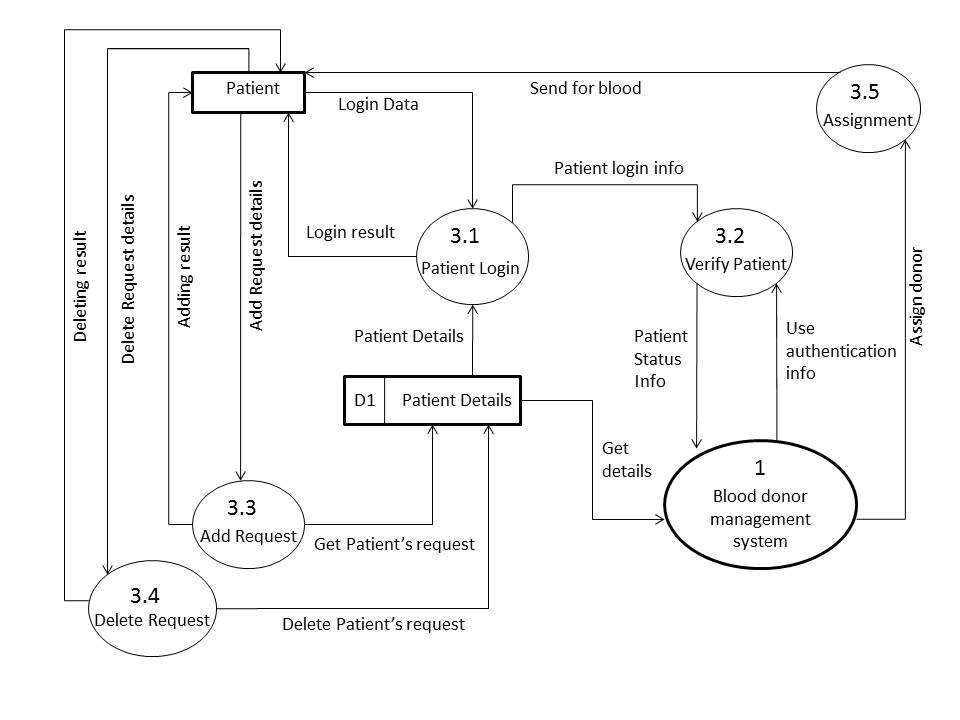 Patient
Login Data
Send for blood
3.5
Assignment
Patient login info
Login result
3.1
Patient Login
3.2
Verify Patient
Deleting result
Delete Request details
Adding result
Add Request details
Assign donor
Patient Details
Patient
Status
Info
Use
authentication
info
D1
Patient Details
Get
details
1
Blood donor
management
system
3.3
Add Request
Get Patient’s request
3.4
Delete Request
Delete Patient’s request